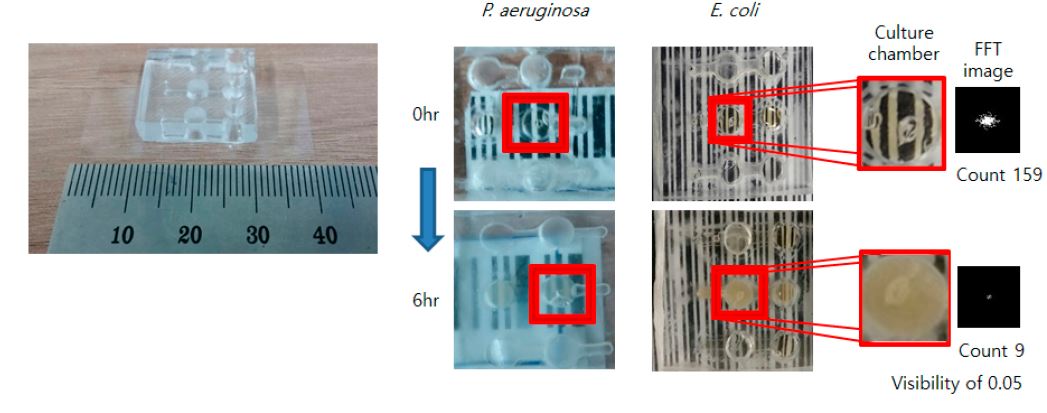 P. aeruginosa
E. coli
Culture
chamber
FFT
image
0hr
Count 159
10 20 30 40
6hr
Count 9
Visibility of 0.05